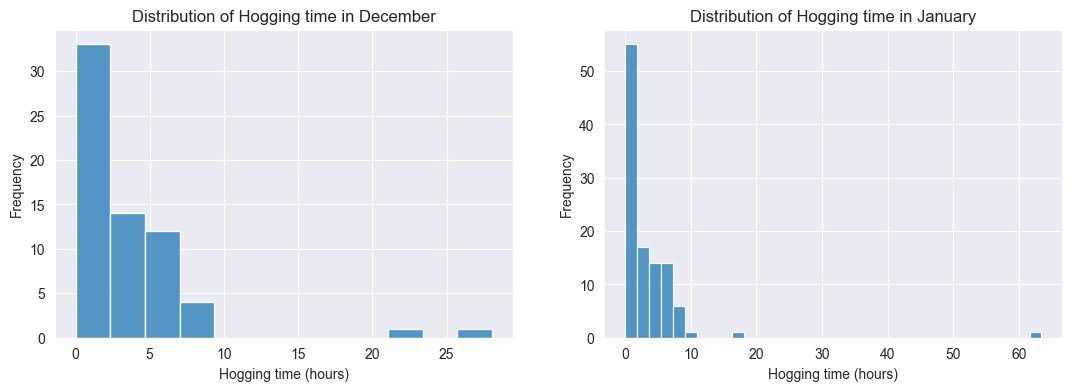 Distribution of Hogging time in December
Frequency
30
25
20
15
10
5
0
0 5 10 15 20 25
Hogging time (hours)
Distribution of Hogging time in January
Frequency
50
40
30
20
10
0
0 10 20 30 40 50 60
Hogging time (hours)